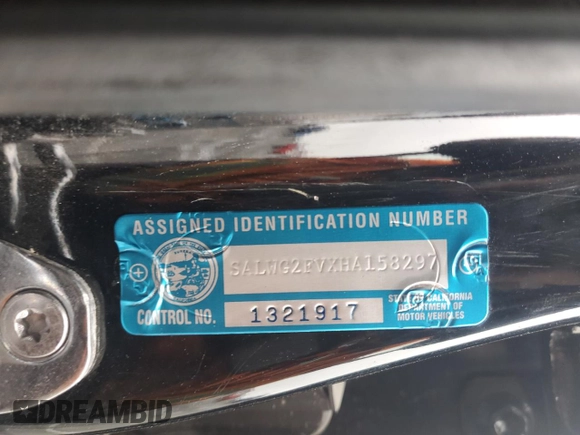 ASSIGNED IDENTIFICATION NUMBER
SALWG2FVXHA158297
CONTROL NO. 1321917
STATE OF CALIFORNIA
DEPARTMENT OF
MOTOR VEHICLES
DREAMBID